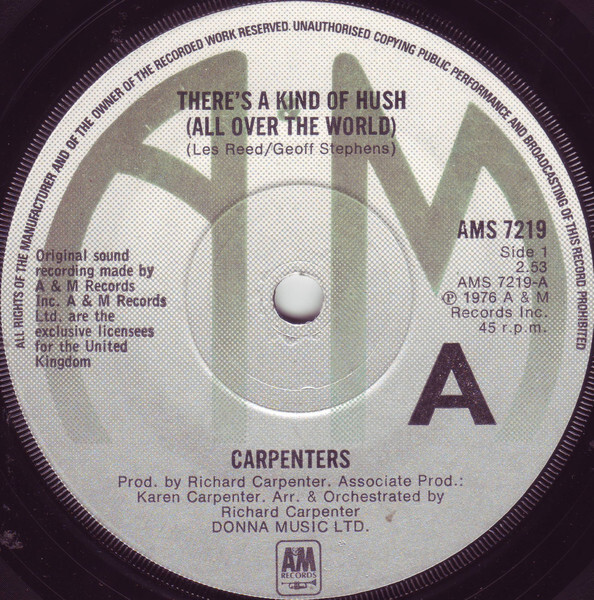 ALL RIGHTS OF THE MANUFACTURER AND OF THE OWNER OF THE RECORDED WORK RESERVED. UNAUTHORISED COPYING PUBLIC PERFORMANCE AND BROADCASTING OF THIS RECORD PROHIBITED
THERE'S A KIND OF HUSH
(ALL OVER THE WORLD)
(Les Reed/Geoff Stephens)
Original sound
recording made by
A & M Records
Inc. A & M Records
Ltd. are the
exclusive licensees
for the United
Kingdom
AMS 7219
Side 1
2.53
AMS 7219-A
℗ 1976 A & M
Records Inc.
45 r.p.m.
A
CARPENTERS
Prod. by Richard Carpenter. Associate Prod.:
Karen Carpenter. Arr. & Orchestrated by
Richard Carpenter
DONNA MUSIC LTD.
AM
RECORDS